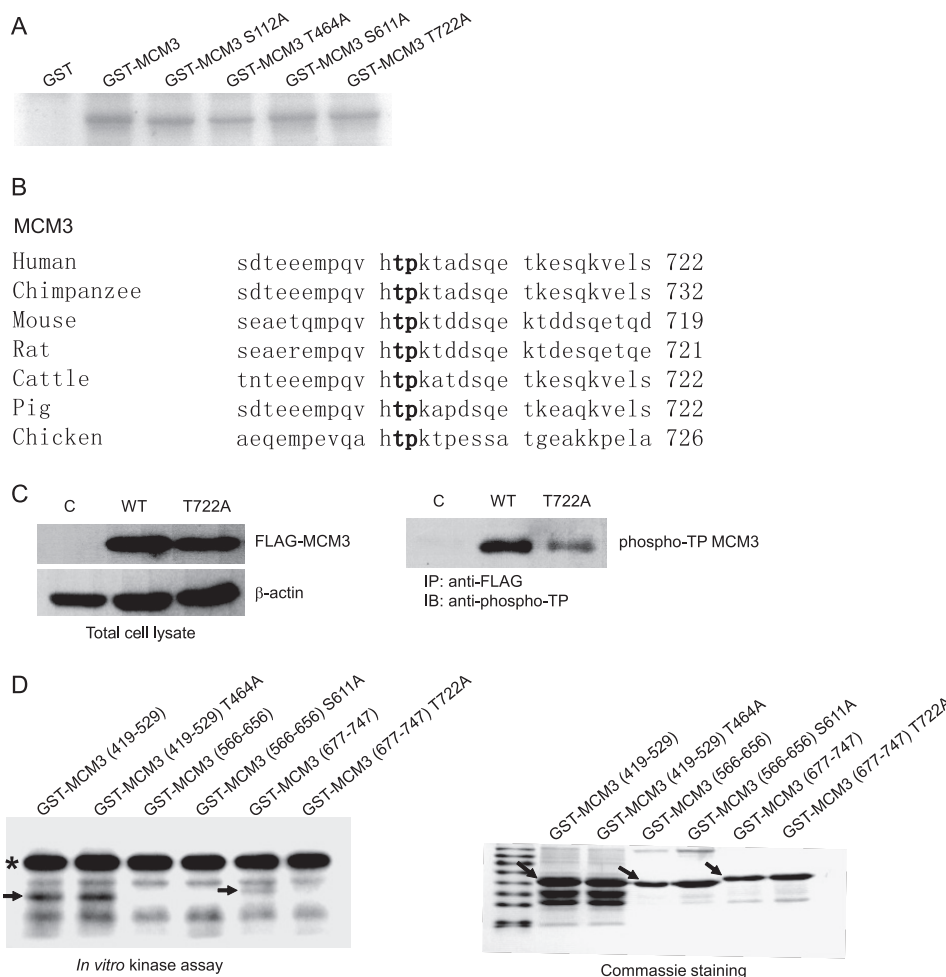 A
GST
GST-MCM3
GST-MCM3 S112A
GST-MCM3 T464A
GST-MCM3 S611A
GST-MCM3 T722A
B
MCM3
Human sdteeempqv htpktadsqe tkesqkvels 722
Chimpanzee sdteeempqv htpktadsqe tkesqkvels 732
Mouse seaetqmpqv htpktddsqe ktddsqetqd 719
Rat seaerempqv htpktddsqe ktdesqetqe 721
Cattle tnteeempqv htpkatdsqe tkesqkvels 722
Pig sdteeempqv htpkapdsqe tkeaqkvels 722
Chicken aeqempevqa htpktpessa tgeakkpela 726
C
C WT T722A
FLAG-MCM3
β-actin
Total cell lysate
C WT T722A
phospho-TP MCM3
IP: anti-FLAG
IB: anti-phospho-TP
D
GST-MCM3 (419-529)
GST-MCM3 (419-529) T464A
GST-MCM3 (566-656)
GST-MCM3 (566-656) S611A
GST-MCM3 (677-747)
GST-MCM3 (677-747) T722A
*
In vitro kinase assay
GST-MCM3 (419-529)
GST-MCM3 (419-529) T464A
GST-MCM3 (566-656)
GST-MCM3 (566-656) S611A
GST-MCM3 (677-747)
GST-MCM3 (677-747) T722A
Commassie staining